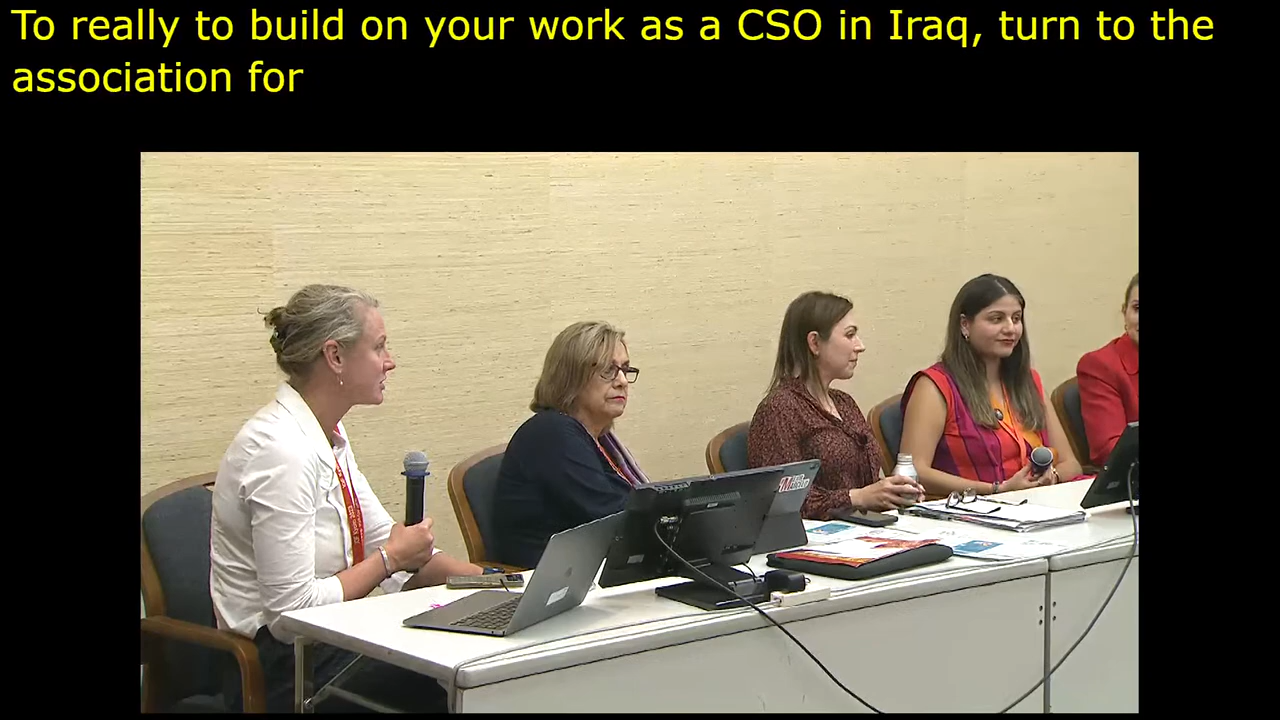 To really to build on your work as a CSO in Iraq, turn to the
association for